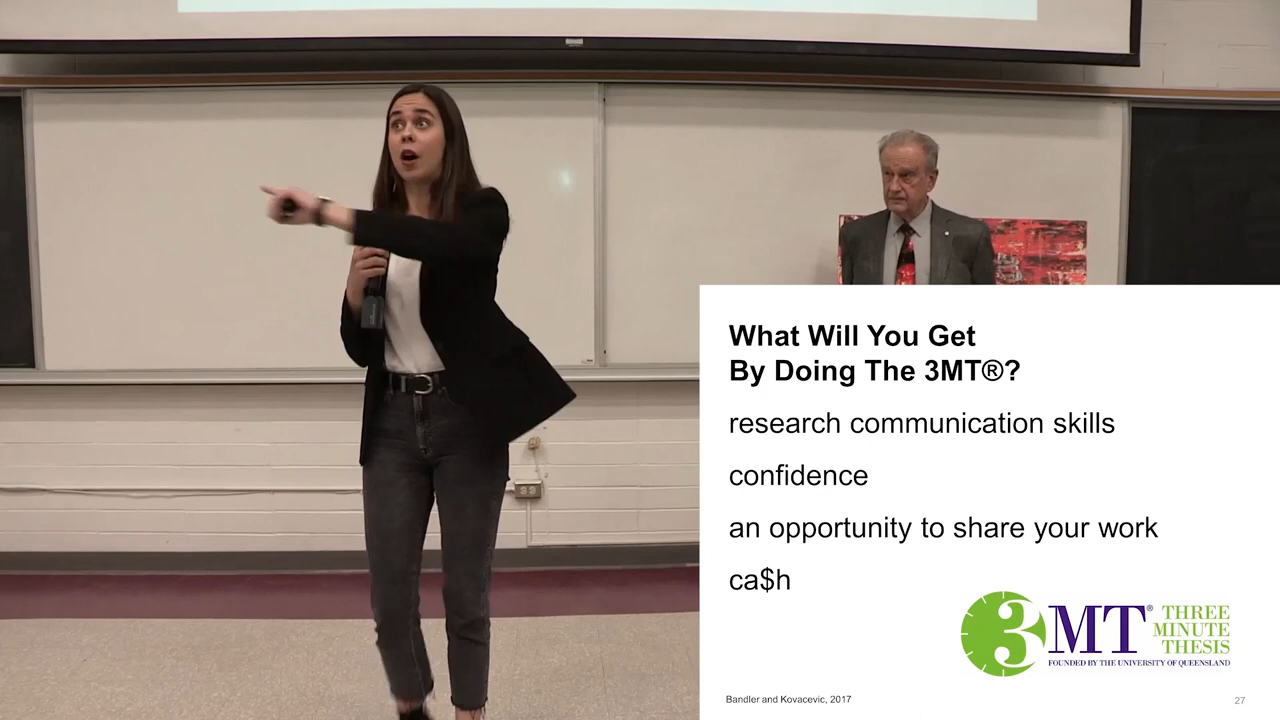 What Will You Get
By Doing The 3MT®?
research communication skills
confidence
an opportunity to share your work
ca$h
3MT® THREE
MINUTE
THESIS
FOUNDED BY THE UNIVERSITY OF QUEENSLAND
Bandler and Kovacevic, 2017
27